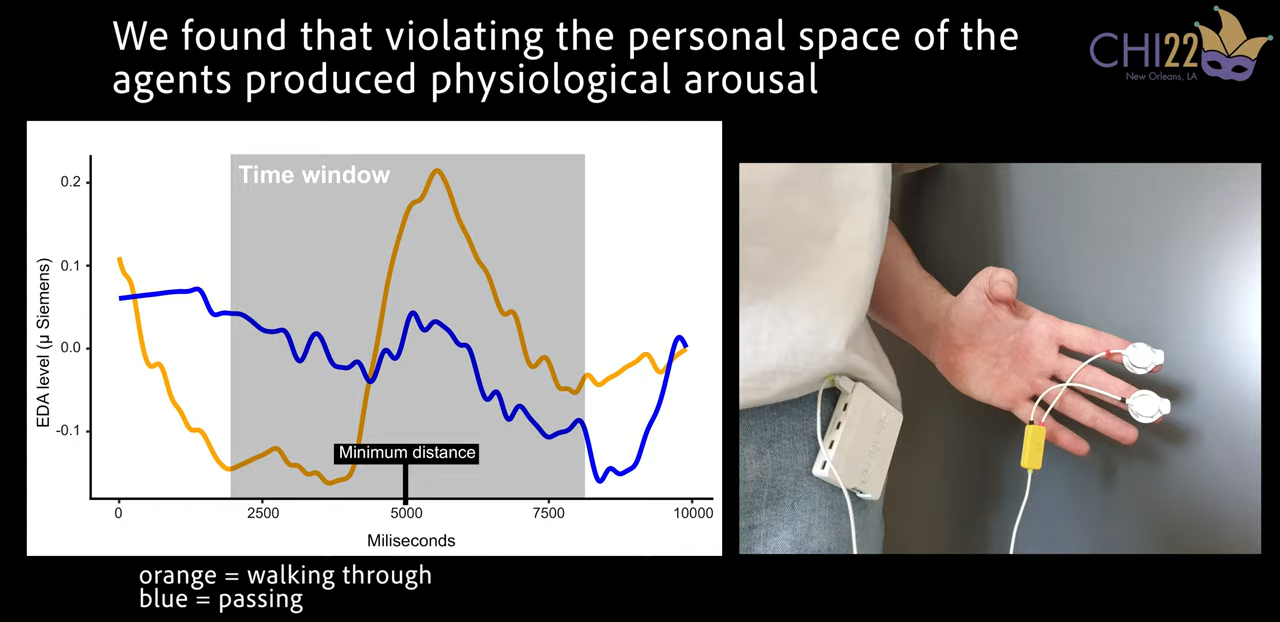 We found that violating the personal space of the
agents produced physiological arousal
CHI22
New Orleans, LA
Time window
0.2
0.1
0.0
-0.1
EDA level (μ Siemens)
Minimum distance
0 2500 5000 7500 10000
Miliseconds
orange = walking through
blue = passing